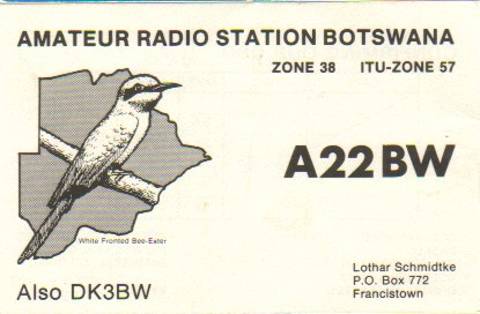 AMATEUR RADIO STATION BOTSWANA
ZONE 38 ITU-ZONE 57
A22BW
White Fronted Bee-Eater
Also DK3BW
Lothar Schmidtke
P.O. Box 772
Francistown